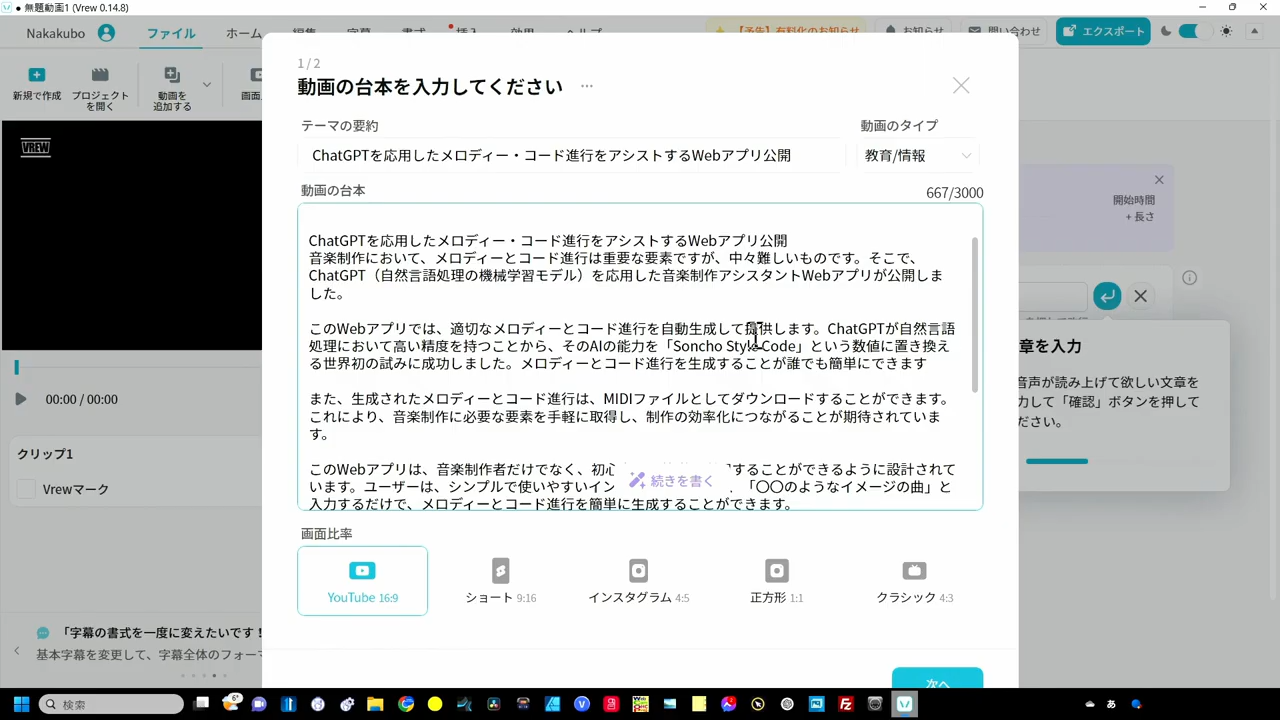 無題動画1 (Vrew 0.14.8)
Nakakubo
ファイル
ホーム
編集
字幕
書式
挿入
効果
ヘルプ
【予告】有料化のお知らせ
お知らせ
問い合わせ
エクスポート
新規で作成
プロジェクト
を開く
動画を
追加する
画面
VREW
1 / 2
動画の台本を入力してください
テーマの要約
動画のタイプ
ChatGPTを応用したメロディー・コード進行をアシストするWebアプリ公開
教育/情報
動画の台本
667/3000
ChatGPTを応用したメロディー・コード進行をアシストするWebアプリ公開
音楽制作において、メロディーとコード進行は重要な要素ですが、中々難しいものです。そこで、
ChatGPT（自然言語処理の機械学習モデル）を応用した音楽制作アシスタントWebアプリが公開しま
した。
このWebアプリでは、適切なメロディーとコード進行を自動生成して提供します。ChatGPTが自然言語
処理において高い精度を持つことから、そのAIの能力を「Soncho Style Code」という数値に置き換え
る世界初の試みに成功しました。メロディーとコード進行を生成することが誰でも簡単にできます
また、生成されたメロディーとコード進行は、MIDIファイルとしてダウンロードすることができます。
これにより、音楽制作に必要な要素を手軽に取得し、制作の効率化につながることが期待されていま
す。
このWebアプリは、音楽制作者だけでなく、初心 することができるように設計されて
います。ユーザーは、シンプルで使いやすいイン 、「〇〇のようなイメージの曲」と
入力するだけで、メロディーとコード進行を簡単に生成することができます。
続きを書く
画面比率
YouTube 16:9
ショート 9:16
インスタグラム 4:5
正方形 1:1
クラシック 4:3
次へ
開始時間
+ 長さ
章を入力
音声が読み上げて欲しい文章を
力して「確認」ボタンを押して
ださい。
00:00 / 00:00
クリップ1
Vrewマーク
「字幕の書式を一度に変えたいです！
基本字幕を変更して、字幕全体のフォー
検索
6°
あ